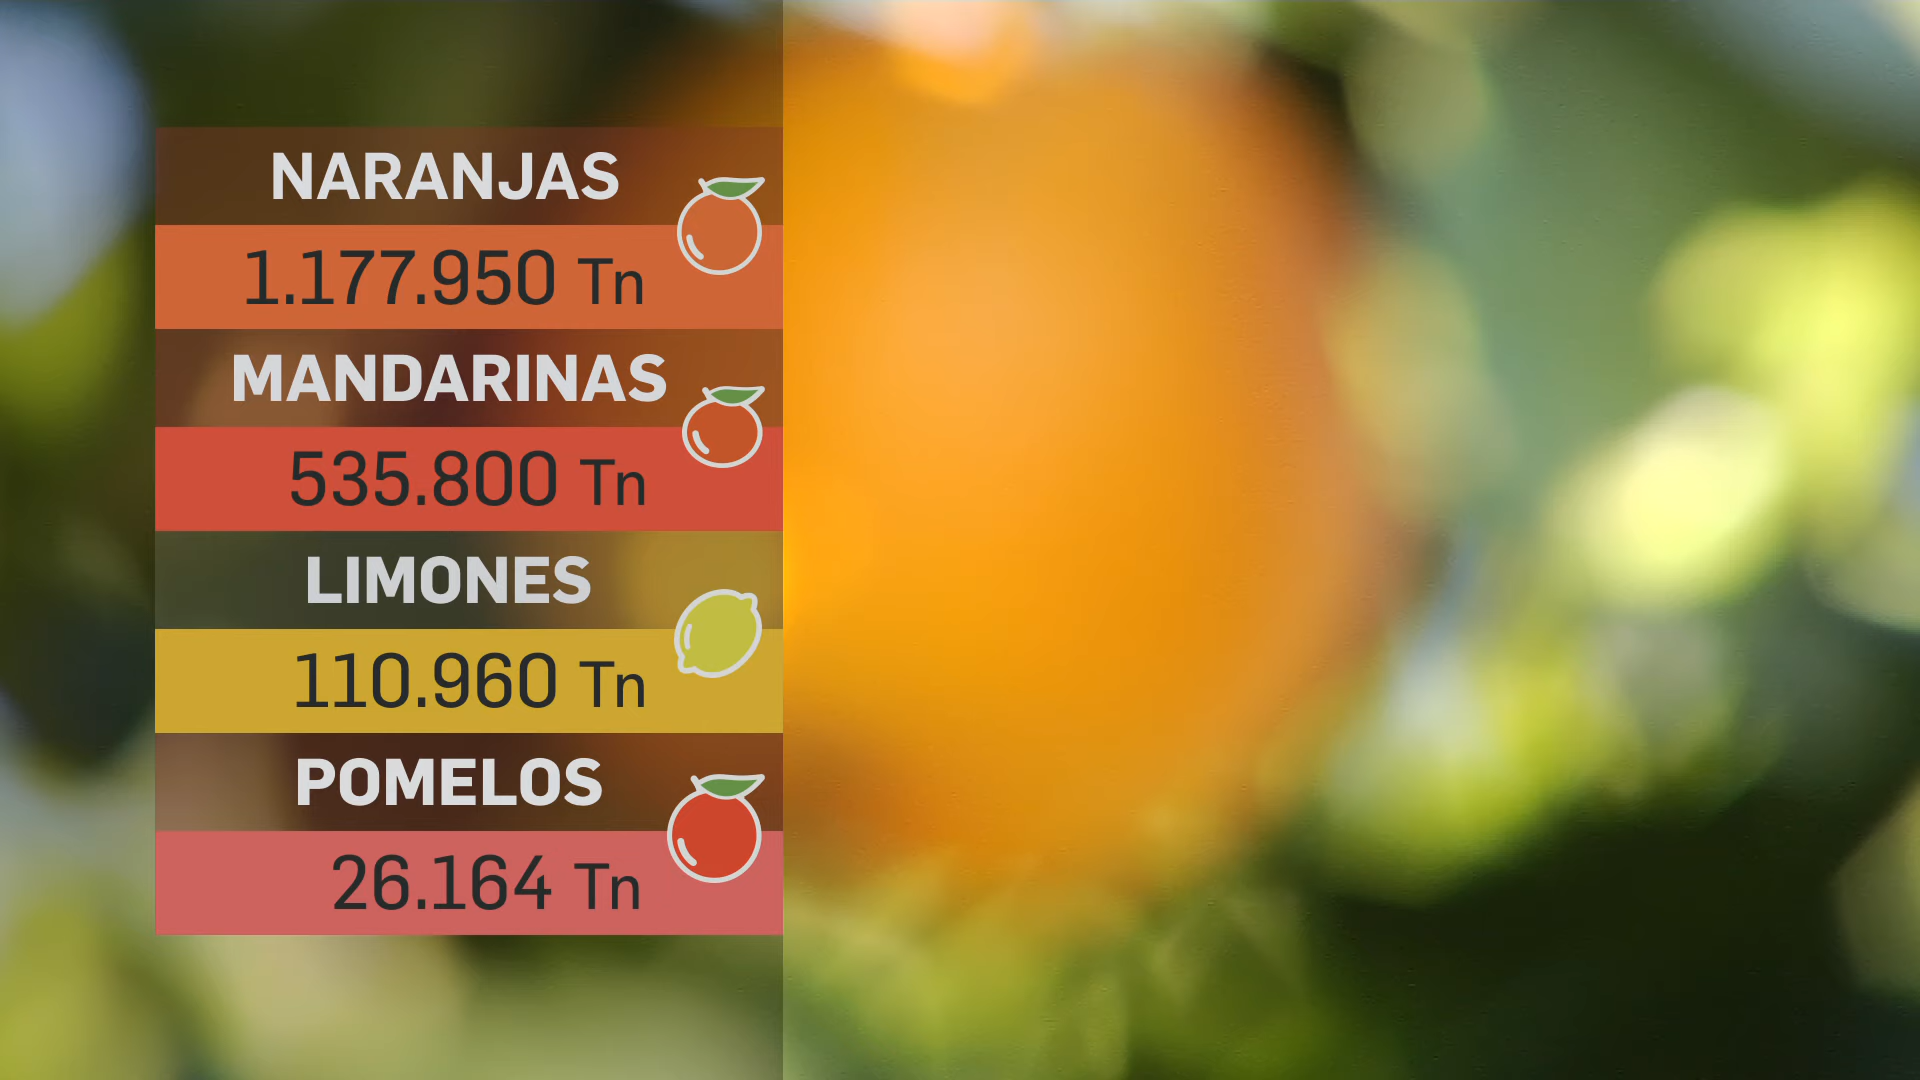 NARANJAS
1.177.950 Tn
MANDARINAS
535.800 Tn
LIMONES
110.960 Tn
POMELOS
26.164 Tn